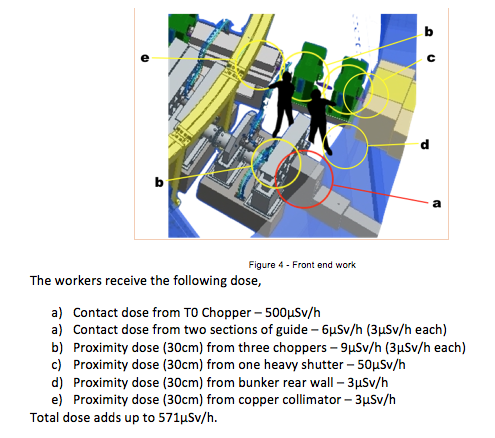 b
e
c
d
b
a
Figure 4 - Front end work
The workers receive the following dose,
a) Contact dose from T0 Chopper – 500μSv/h
a) Contact dose from two sections of guide – 6μSv/h (3μSv/h each)
b) Proximity dose (30cm) from three choppers – 9μSv/h (3μSv/h each)
c) Proximity dose (30cm) from one heavy shutter – 50μSv/h
d) Proximity dose (30cm) from bunker rear wall – 3μSv/h
e) Proximity dose (30cm) from copper collimator – 3μSv/h
Total dose adds up to 571μSv/h.